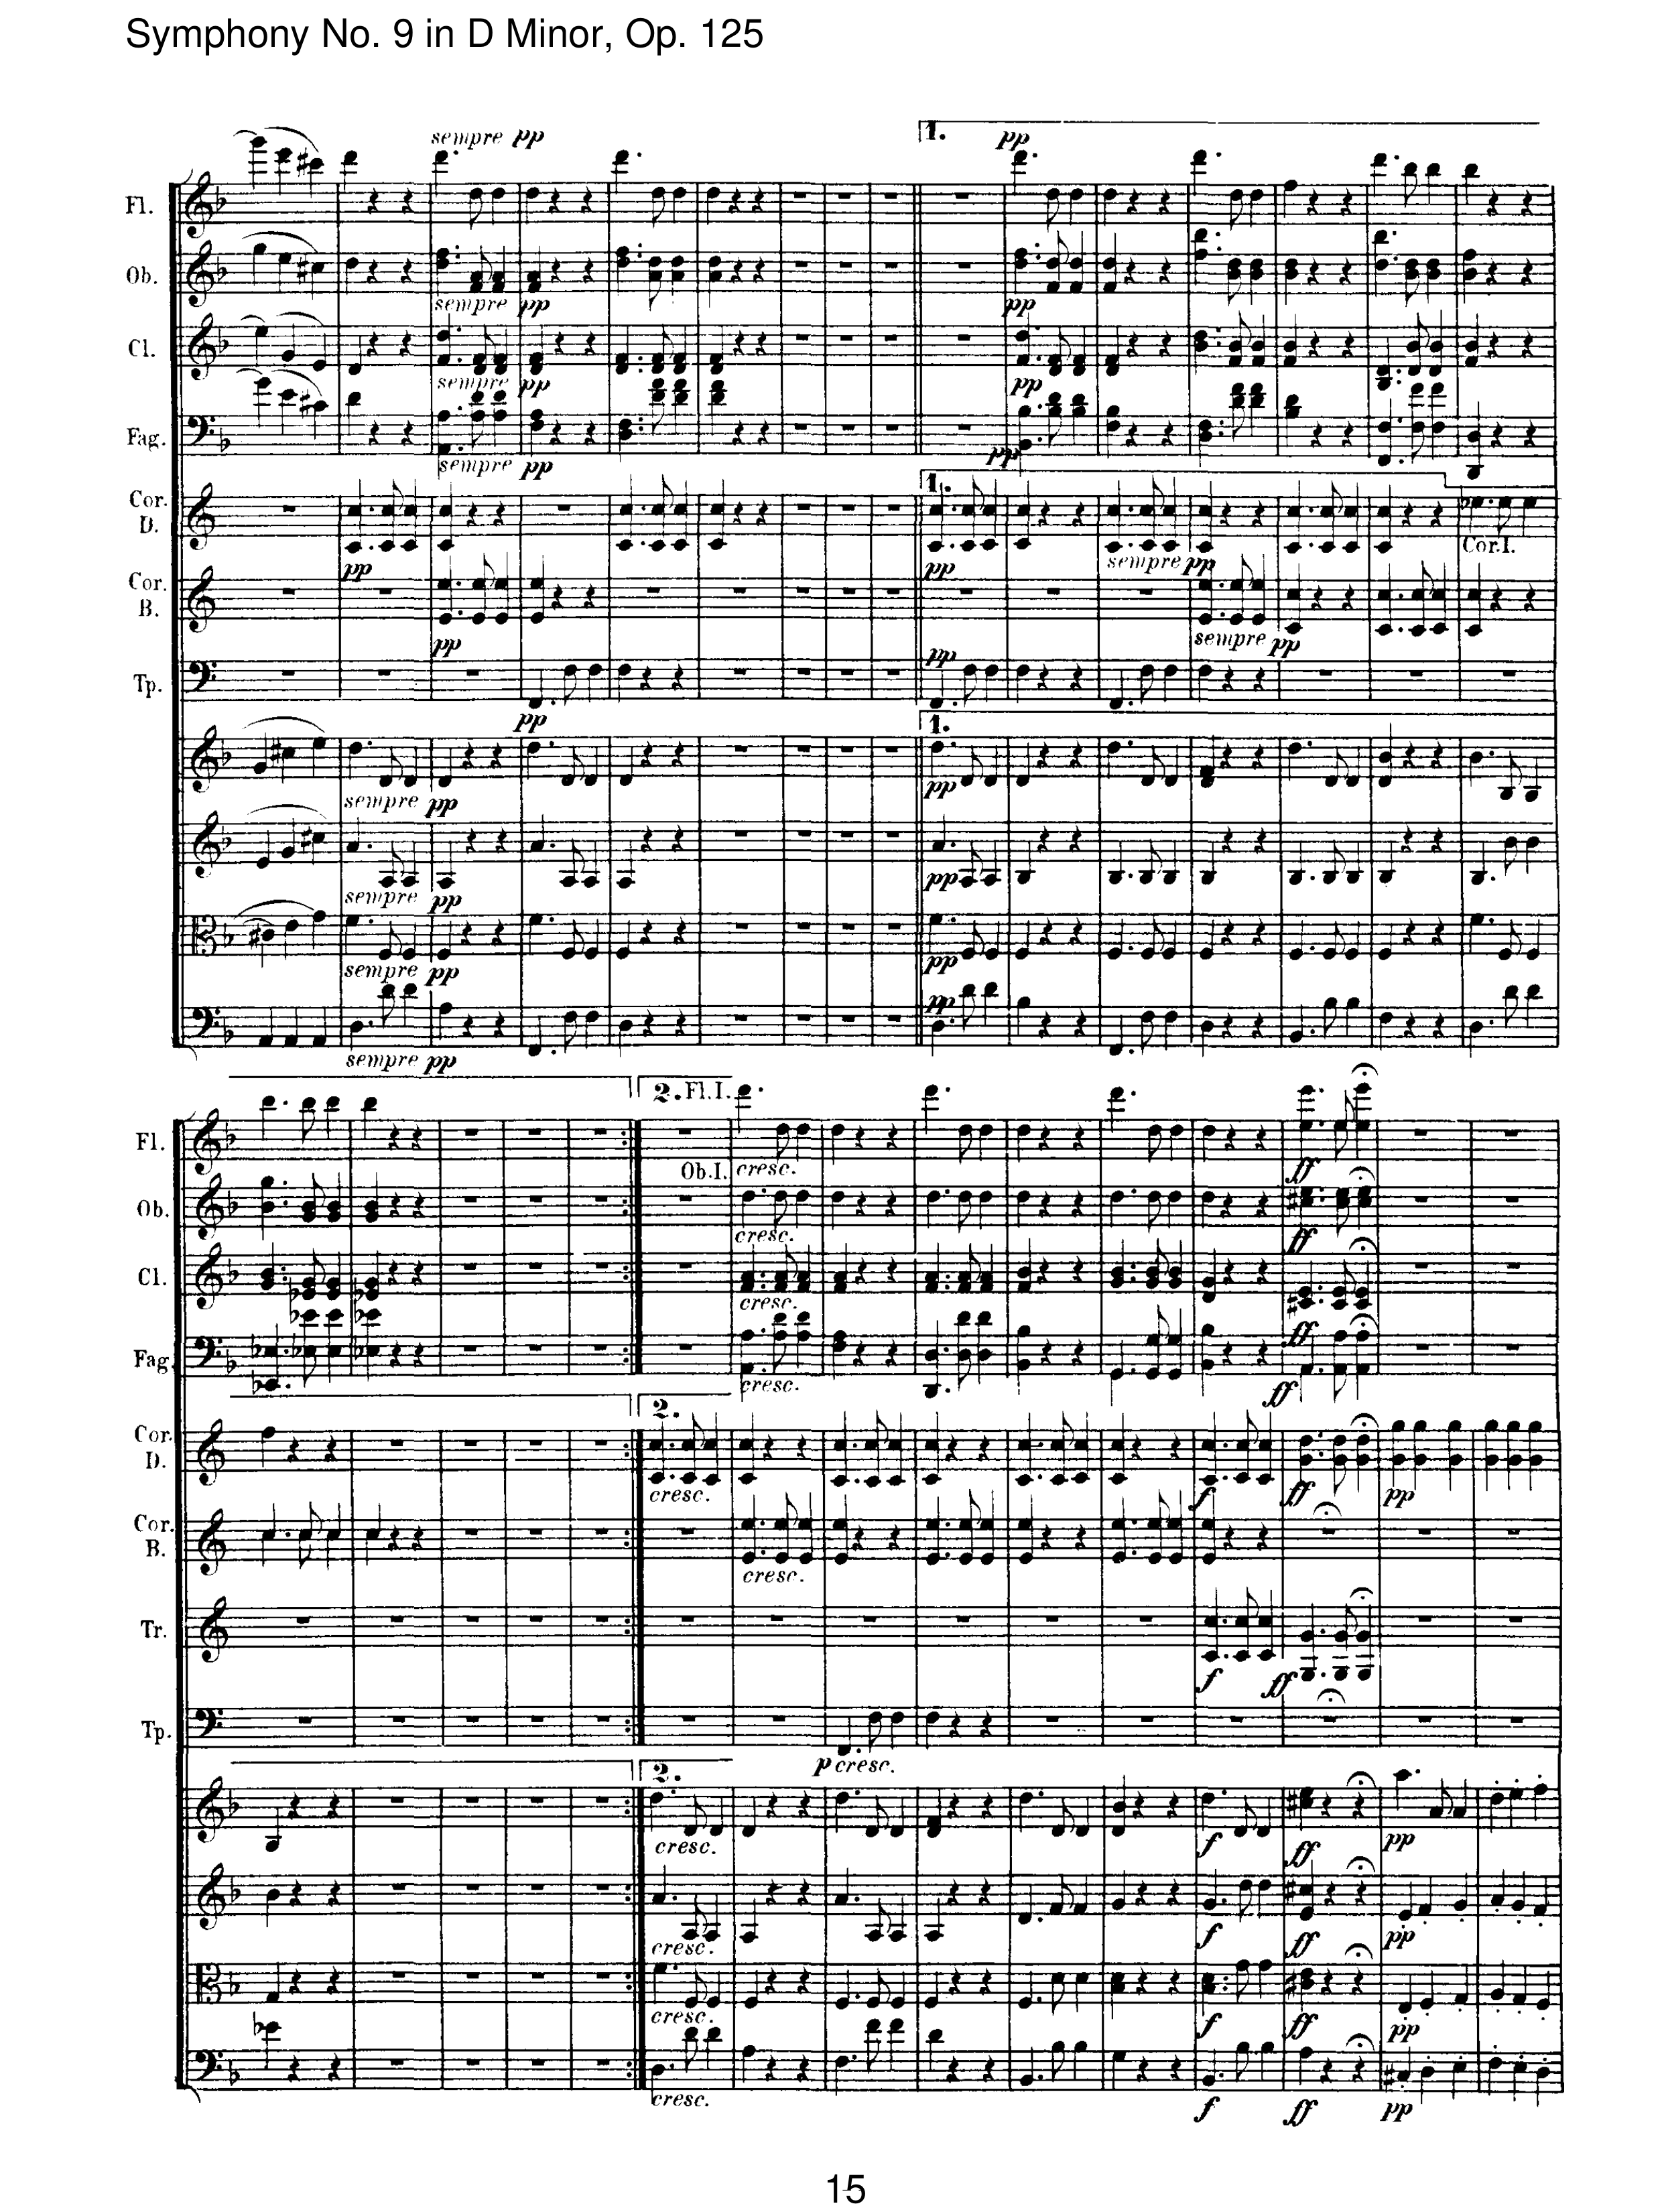 Symphony No. 9 in D Minor, Op. 125
sempre pp
1.
pp
Fl.
Ob.
sempre pp
pp
Cl.
sempre pp
pp
Fag.
sempre pp
pp
Cor. D.
1.
pp
pp
sempre pp
Cor.I.
Cor. B.
pp
sempre pp
Tp.
pp
pp
1.
sempre pp
pp
sempre pp
pp
sempre pp
pp
sempre pp
pp
2. Fl.I.
Fl.
cresc.
ff
Ob.I.
Ob.
cresc.
ff
Cl.
cresc.
ff
Fag.
cresc.
ff
2.
Cor. D.
cresc.
f
ff
pp
Cor. B.
cresc.
Tr.
f
ff
Tp.
p cresc.
2.
cresc.
f
ff
pp
cresc.
f
ff
pp
cresc.
f
ff
pp
cresc.
f
ff
pp
15